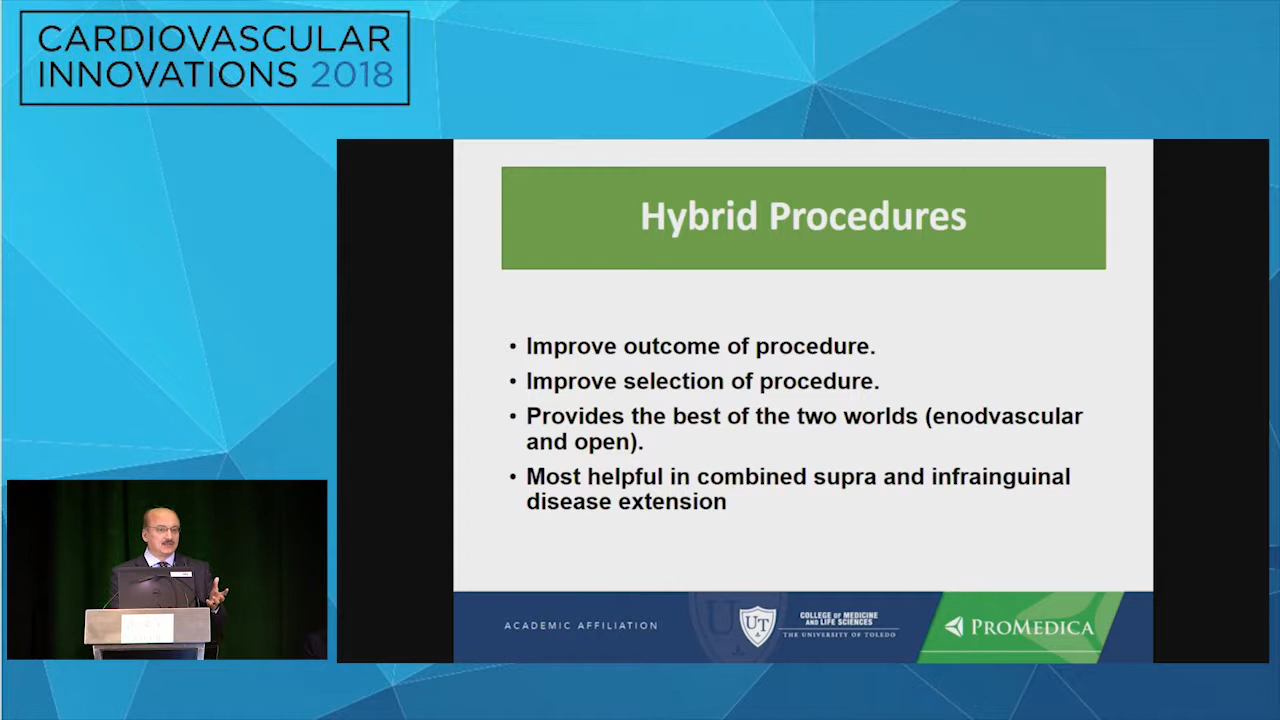 CARDIOVASCULAR
INNOVATIONS 2018
Hybrid Procedures
• Improve outcome of procedure.
• Improve selection of procedure.
• Provides the best of the two worlds (enodvascular
and open).
• Most helpful in combined supra and infrainguinal
disease extension
ACADEMIC AFFILIATION
UT
COLLEGE OF MEDICINE
AND LIFE SCIENCES
THE UNIVERSITY OF TOLEDO
PROMEDICA